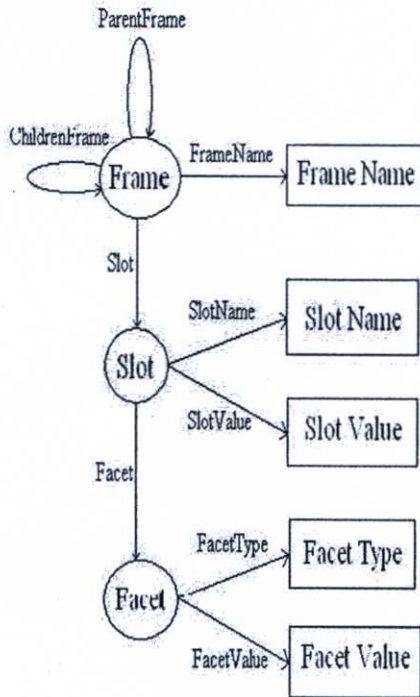 ParentFrame
ChildrenFrame
FrameName
Frame
Frame Name
Slot
SlotName
Slot Name
Slot
SlotValue
Slot Value
Facet
FacetType
Facet Type
Facet
FacetValue
Facet Value